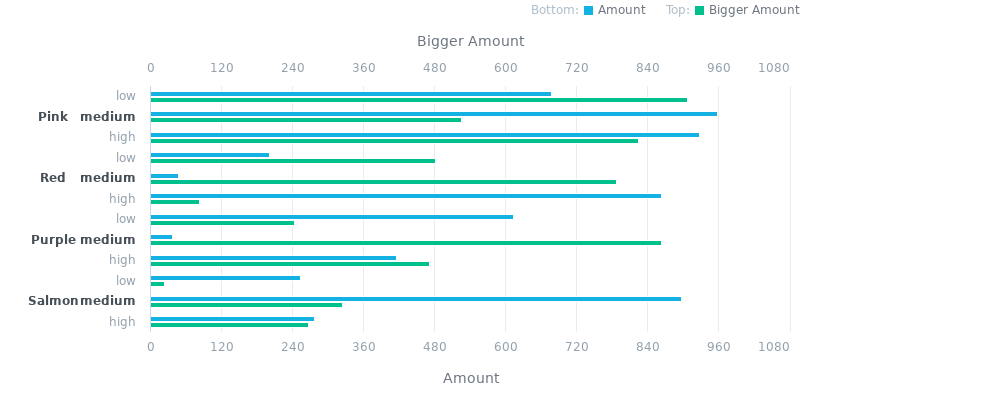 Bottom: Amount Top: Bigger Amount
Bigger Amount
0 120 240 360 480 600 720 840 960 1080
low
Pink medium
high
low
Red medium
high
low
Purple medium
high
low
Salmon medium
high
0 120 240 360 480 600 720 840 960 1080
Amount